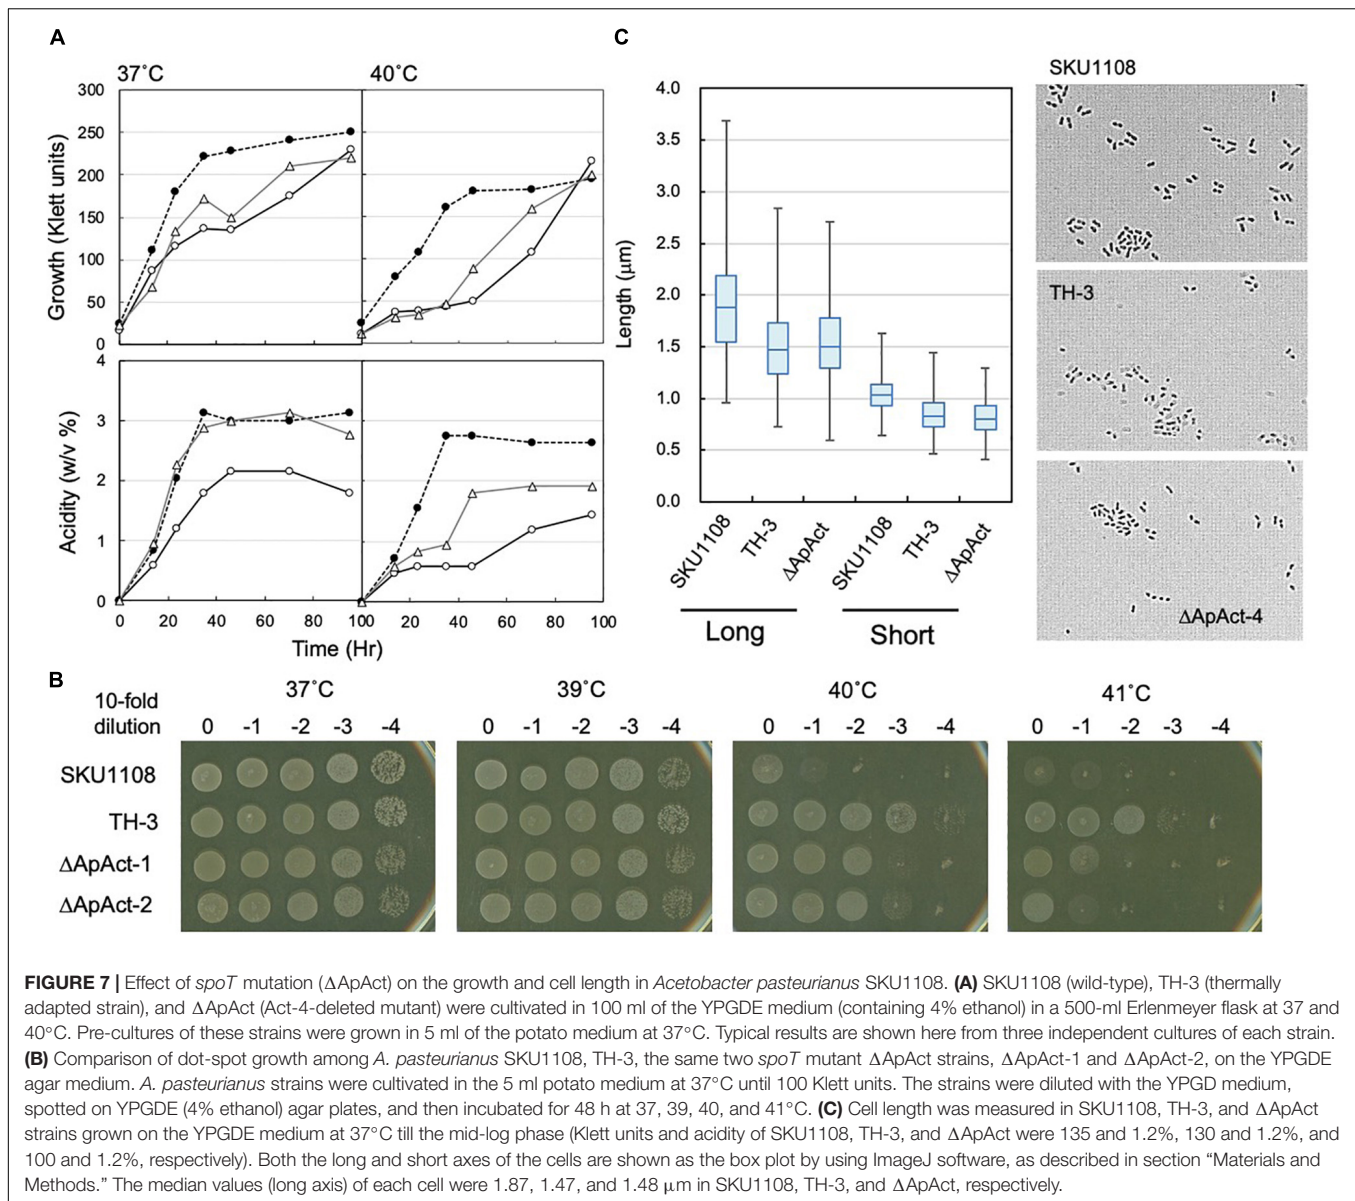 A
37˚C
40˚C
Growth (Klett units)
300
250
200
150
100
50
0
Acidity (w/v %)
4
3
2
1
0
0 20 40 60 80 100 20 40 60 80 100
Time (Hr)
C
Length (μm)
4.0
3.5
3.0
2.5
2.0
1.5
1.0
0.5
0.0
SKU1108
TH-3
ΔApAct
SKU1108
TH-3
ΔApAct
Long
Short
SKU1108
TH-3
ΔApAct-4
B
10-fold
dilution
37˚C
39˚C
40˚C
41˚C
0 -1 -2 -3 -4
0 -1 -2 -3 -4
0 -1 -2 -3 -4
0 -1 -2 -3 -4
SKU1108
TH-3
ΔApAct-1
ΔApAct-2
FIGURE 7 | Effect of spoT mutation (ΔApAct) on the growth and cell length in Acetobacter pasteurianus SKU1108. (A) SKU1108 (wild-type), TH-3 (thermally
adapted strain), and ΔApAct (Act-4-deleted mutant) were cultivated in 100 ml of the YPGDE medium (containing 4% ethanol) in a 500-ml Erlenmeyer flask at 37 and
40°C. Pre-cultures of these strains were grown in 5 ml of the potato medium at 37°C. Typical results are shown here from three independent cultures of each strain.
(B) Comparison of dot-spot growth among A. pasteurianus SKU1108, TH-3, the same two spoT mutant ΔApAct strains, ΔApAct-1 and ΔApAct-2, on the YPGDE
agar medium. A. pasteurianus strains were cultivated in the 5 ml potato medium at 37°C until 100 Klett units. The strains were diluted with the YPGD medium,
spotted on YPGDE (4% ethanol) agar plates, and then incubated for 48 h at 37, 39, 40, and 41°C. (C) Cell length was measured in SKU1108, TH-3, and ΔApAct
strains grown on the YPGDE medium at 37°C till the mid-log phase (Klett units and acidity of SKU1108, TH-3, and ΔApAct were 135 and 1.2%, 130 and 1.2%, and
100 and 1.2%, respectively). Both the long and short axes of the cells are shown as the box plot by using ImageJ software, as described in section “Materials and
Methods.” The median values (long axis) of each cell were 1.87, 1.47, and 1.48 μm in SKU1108, TH-3, and ΔApAct, respectively.